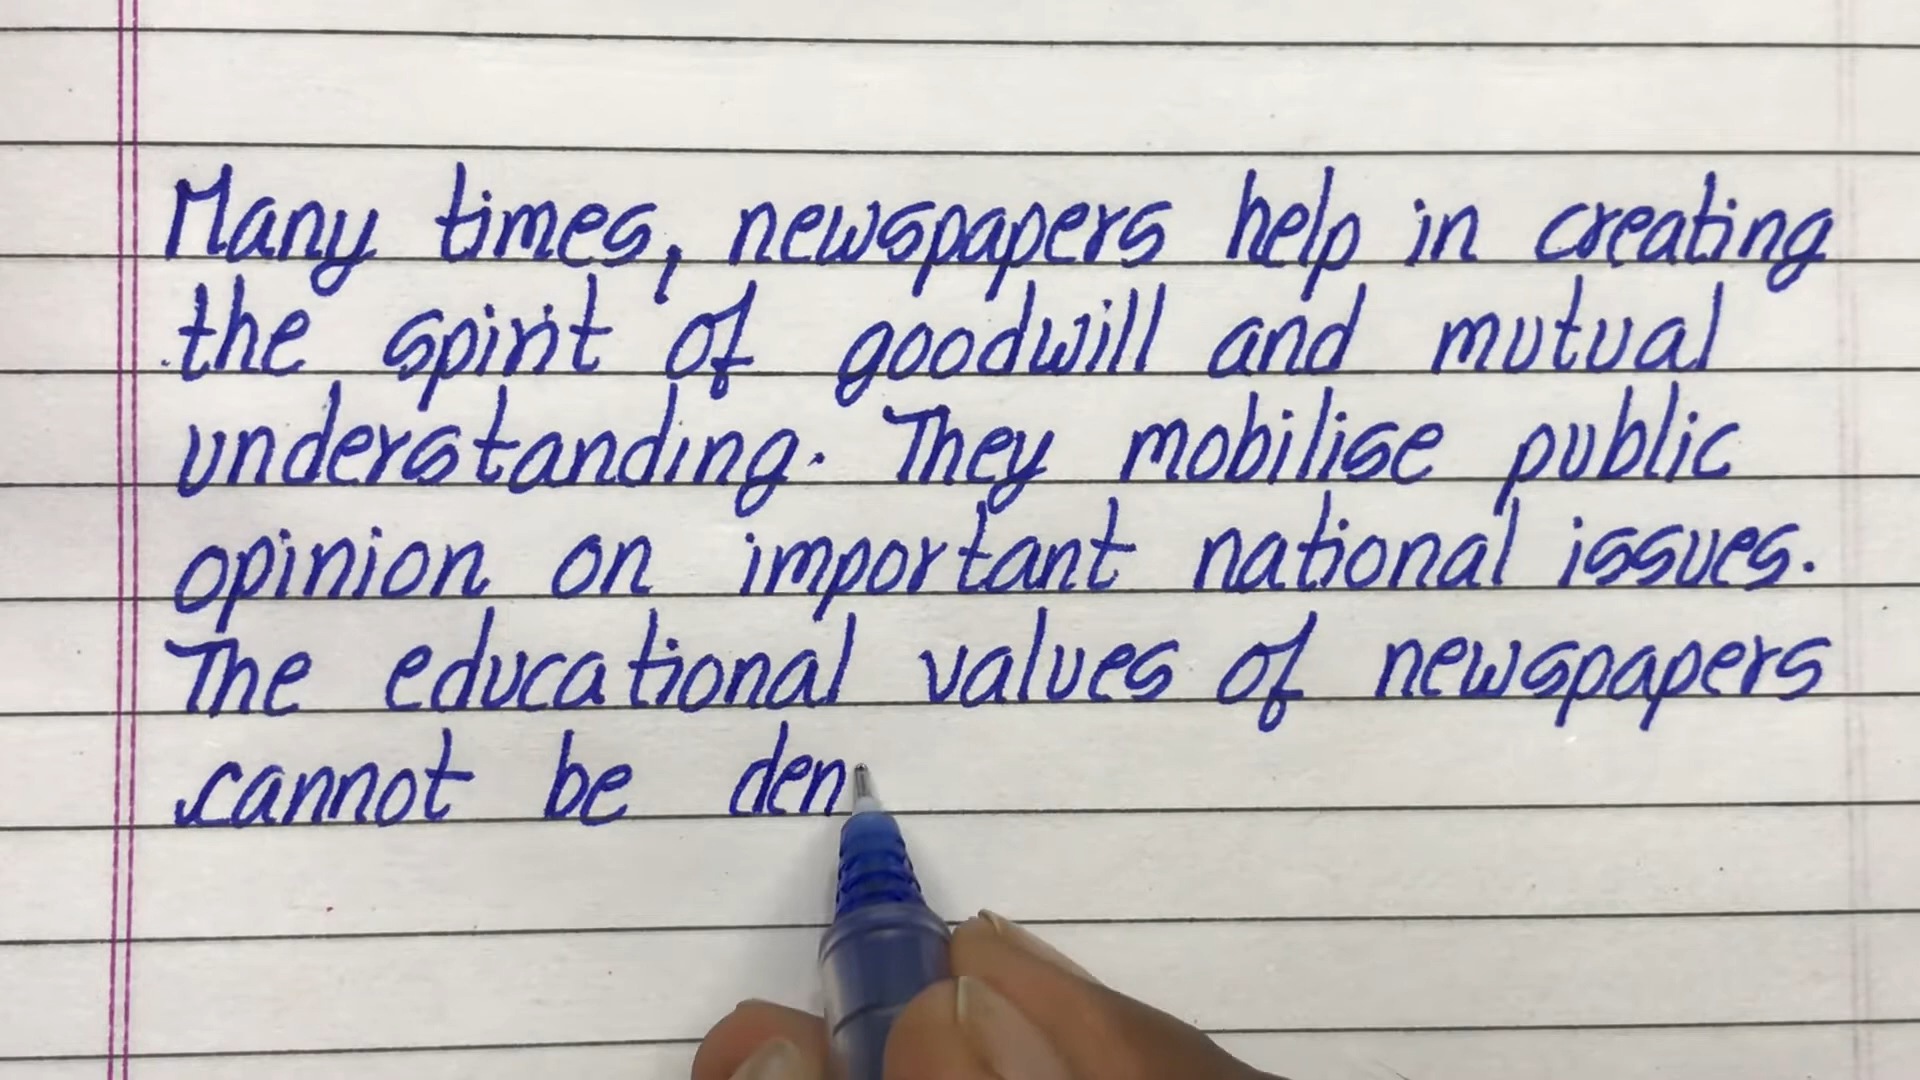 Many times, newspapers help in creating
the spirit of goodwill and mutual
understanding. They mobilise public
opinion on important national issues.
The educational values of newspapers
cannot be den